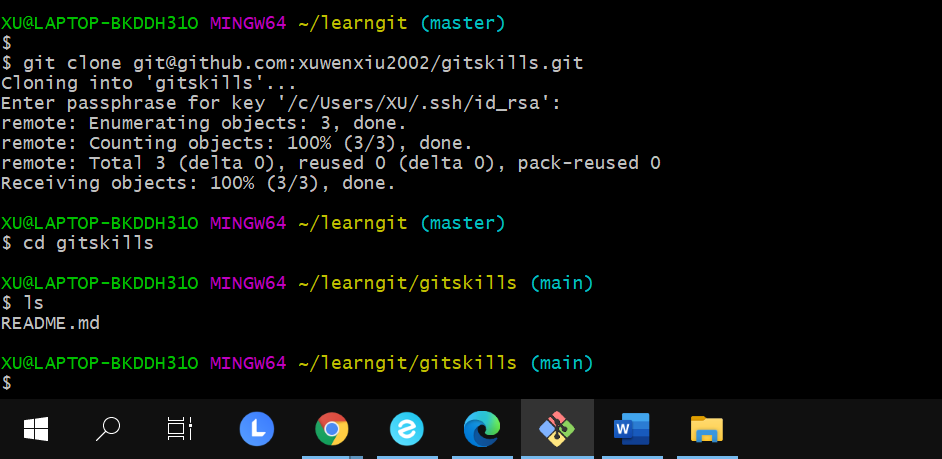 XU@LAPTOP-BKDDH31O MINGW64 ~/learngit (master)
$
$ git clone git@github.com:xuwenxiu2002/gitskills.git
Cloning into 'gitskills'...
Enter passphrase for key '/c/Users/XU/.ssh/id_rsa':
remote: Enumerating objects: 3, done.
remote: Counting objects: 100% (3/3), done.
remote: Total 3 (delta 0), reused 0 (delta 0), pack-reused 0
Receiving objects: 100% (3/3), done.
XU@LAPTOP-BKDDH31O MINGW64 ~/learngit (master)
$ cd gitskills
XU@LAPTOP-BKDDH31O MINGW64 ~/learngit/gitskills (main)
$ ls
README.md
XU@LAPTOP-BKDDH31O MINGW64 ~/learngit/gitskills (main)
$